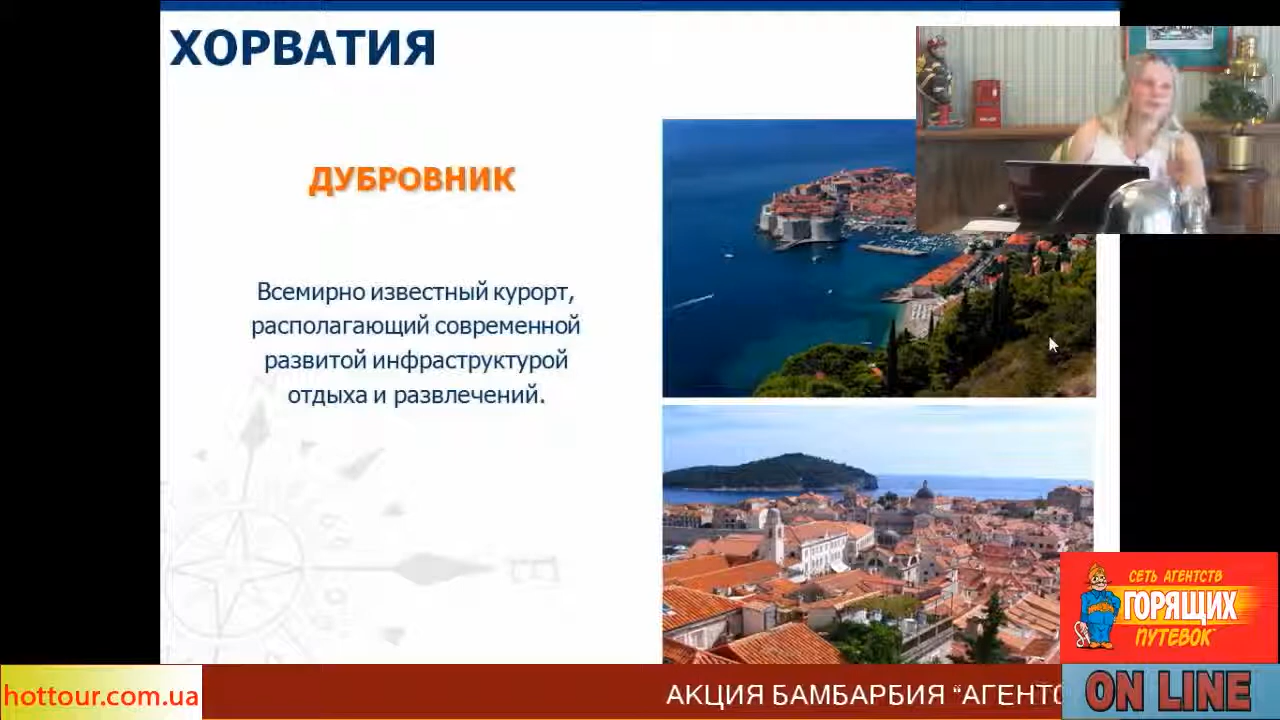 ХОРВАТИЯ
ДУБРОВНИК
Всемирно известный курорт,
располагающий современной
развитой инфраструктурой
отдыха и развлечений.
СЕТЬ АГЕНТСТВ
ГОРЯЩИХ
ПУТЕВОК
hottour.com.ua
АКЦИЯ БАМБАРБИЯ “АГЕНТС
ON LINE